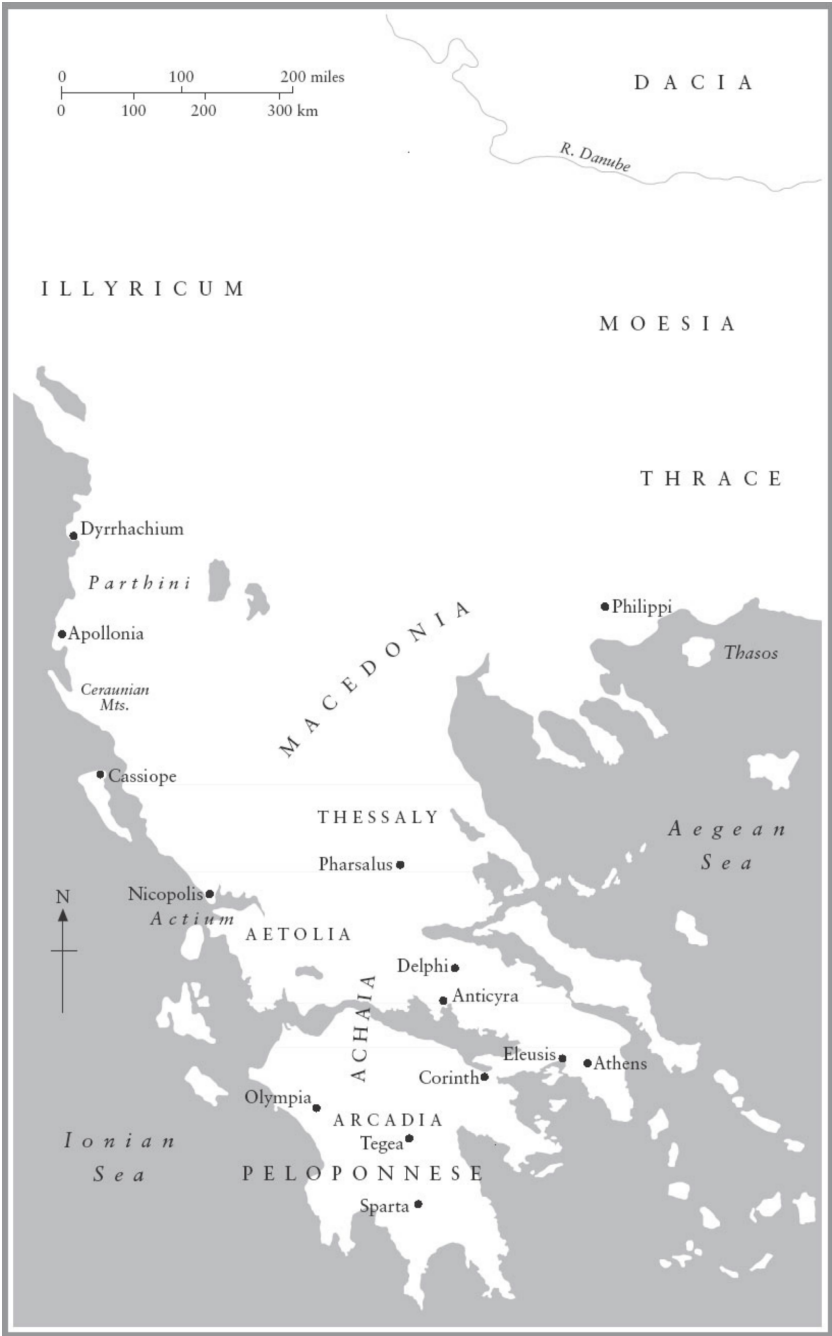 0 100 200 miles
0 100 200 300 km
DACIA
R. Danube
ILLYRICUM
MOESIA
THRACE
Dyrrhachium
Parthini
Philippi
Apollonia
MACEDONIA
Thasos
Ceraunian
Mts.
Cassiope
THESSALY
Aegean
Sea
Pharsalus
N
Nicopolis
Actium
AETOLIA
Delphi
Anticyra
ACHAIA
Eleusis
Athens
Corinth
Olympia
ARCADIA
Ionian
Sea
Tegea
PELOPONNESE
Sparta